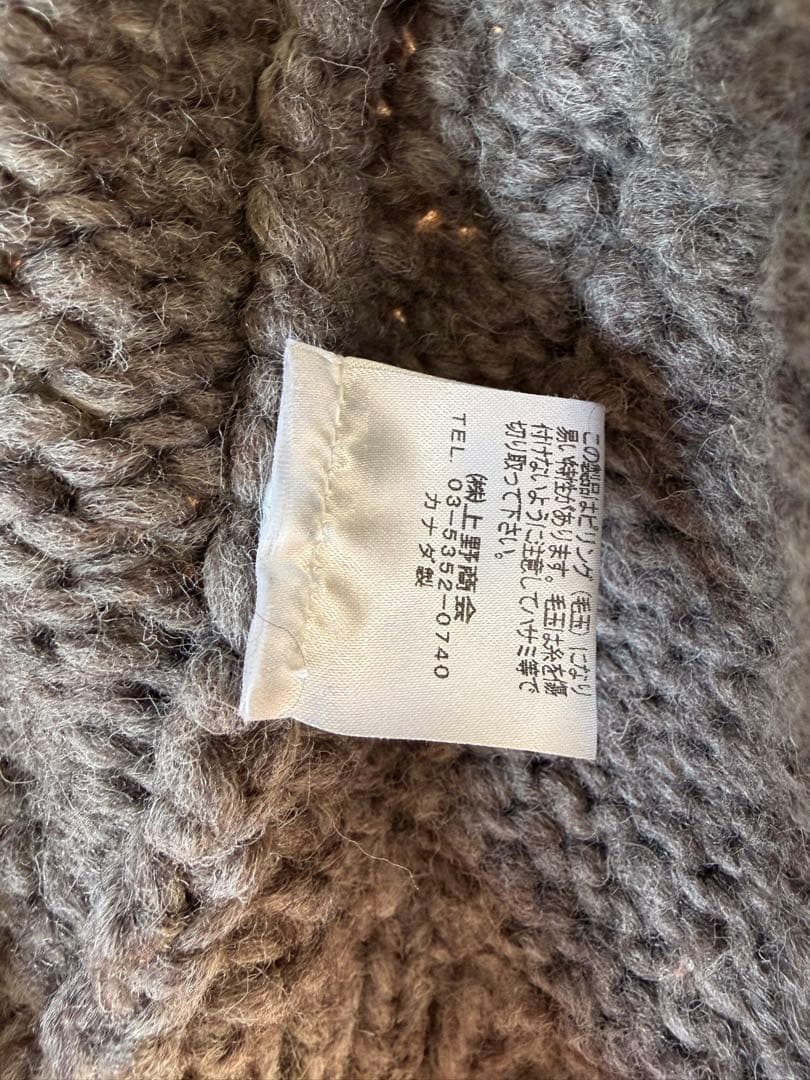 この製品はピリング(毛玉)になり
易い特性があります。毛玉は糸を傷
付けないように注意してハサミ等で
切り取って下さい。
㈱上野商会
TEL. 03-5352-0740
カナダ製